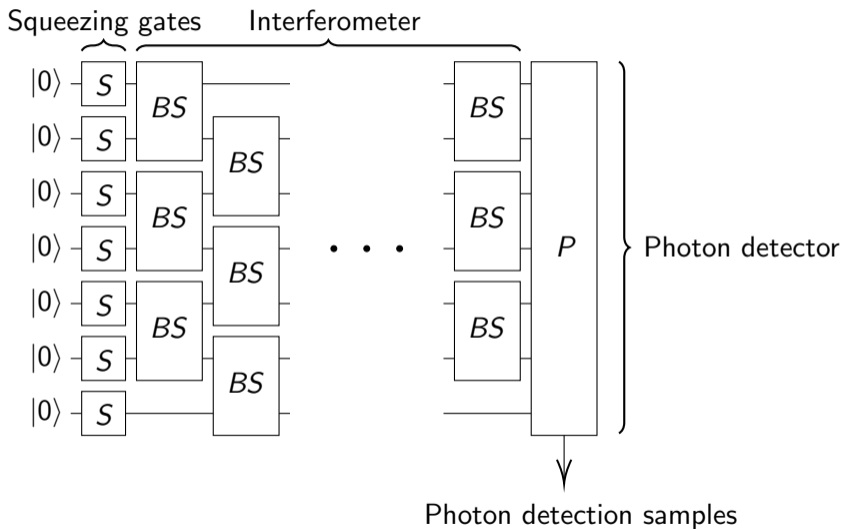 Squeezing gates Interferometer
|0⟩ S BS BS
|0⟩ S BS
|0⟩ S BS BS
|0⟩ S BS · · · P Photon detector
|0⟩ S BS BS
|0⟩ S BS
|0⟩ S
Photon detection samples